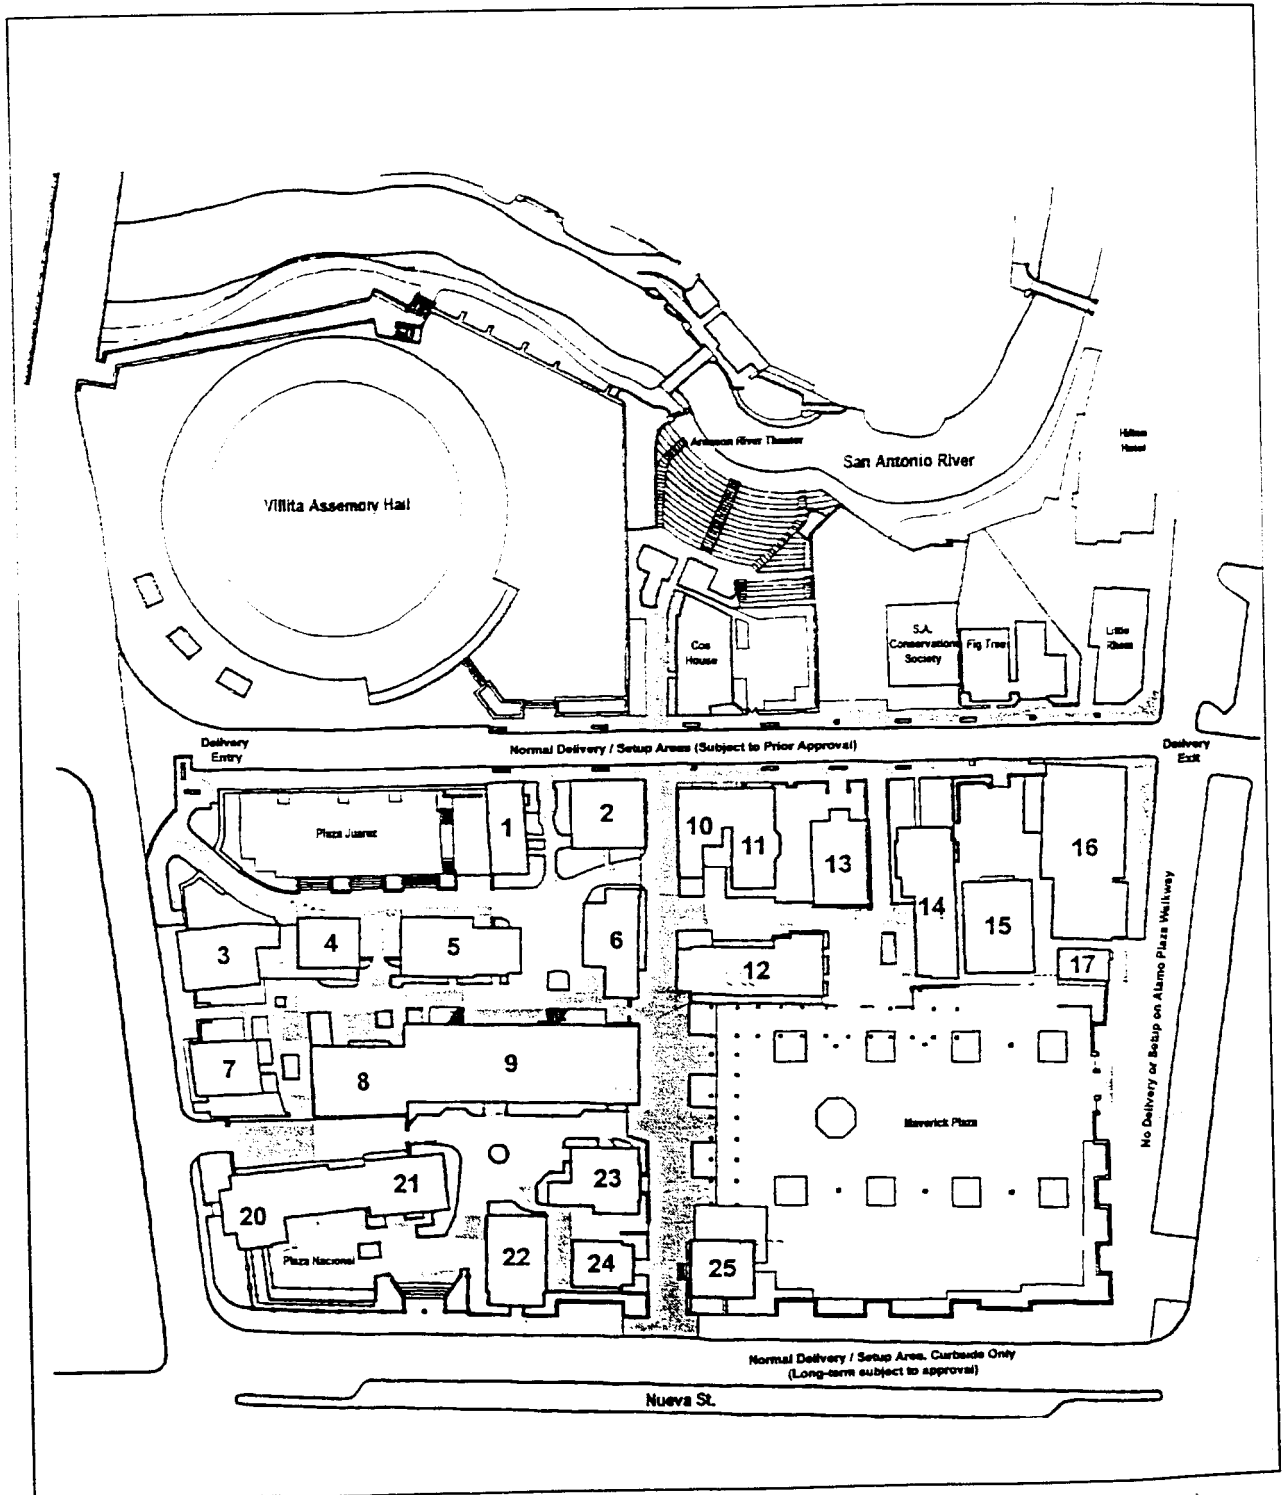 Hilton
Hotel
Arneson River Theater
San Antonio River
Villita Assembly Hall
Cos
House
S.A.
Conservation
Society
Fig Tree
Little
Rhein
Delivery
Entry
Normal Delivery / Setup Areas (Subject to Prior Approval)
Delivery
Exit
Plaza Juarez
1
2
10
11
13
16
14
15
3
4
5
6
12
17
No Delivery or Setup on Alamo Plaza Walkway
7
8
9
Maverick Plaza
20
21
23
Plaza Nacional
22
24
25
Normal Delivery / Setup Area, Curbside Only
(Long-term subject to approval)
Nueva St.